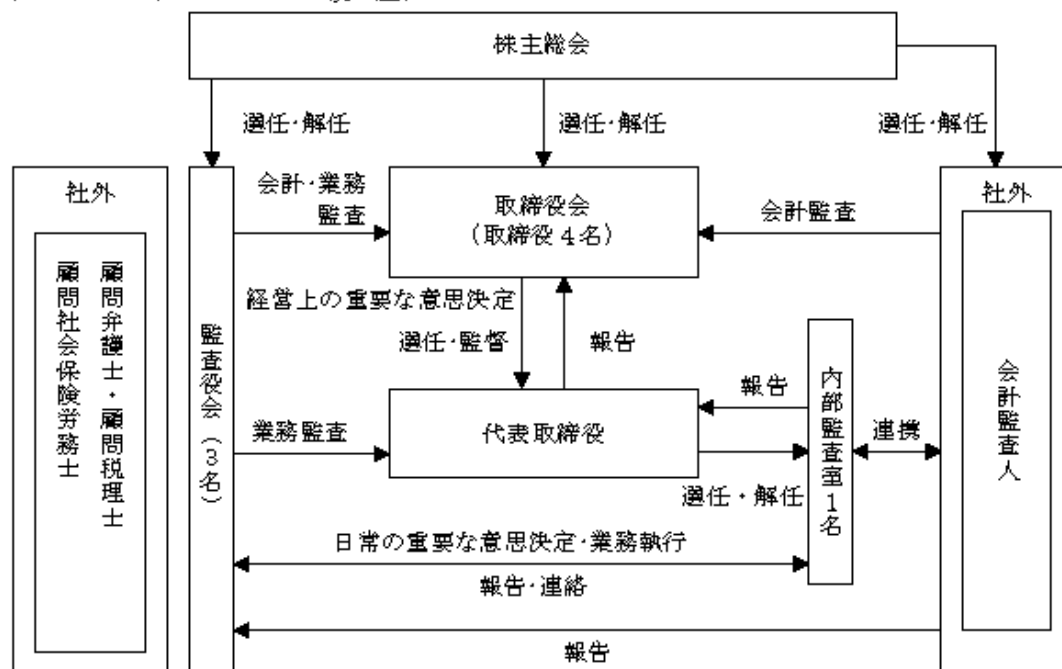 株主総会
選任・解任
選任・解任
選任・解任
社外
顧問弁護士・顧問税理士
顧問社会保険労務士
監査役会（3名）
会計・業務
監査
取締役会
（取締役４名）
会計監査
社外
会計監査人
経営上の重要な意思決定
選任・監督
報告
業務監査
代表取締役
報告
選任・解任
内部監査室1名
連携
日常の重要な意思決定・業務執行
報告・連絡
報告